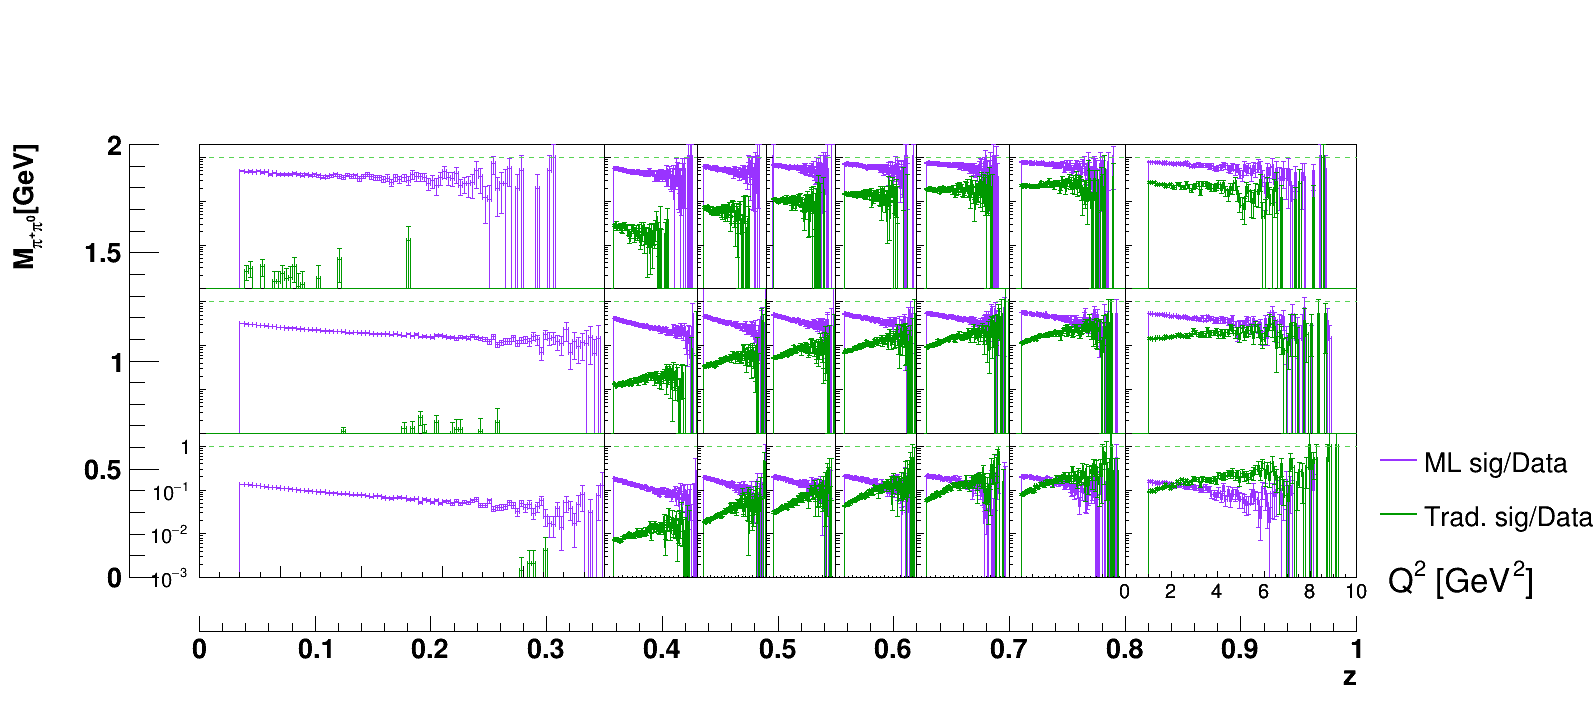 M π⁺π⁰ [GeV]
2
1.5
1
0.5
0
1
10⁻¹
10⁻²
10⁻³
ML sig/Data
Trad. sig/Data
0 2 4 6 8 10
Q² [GeV²]
0 0.1 0.2 0.3 0.4 0.5 0.6 0.7 0.8 0.9 1
z